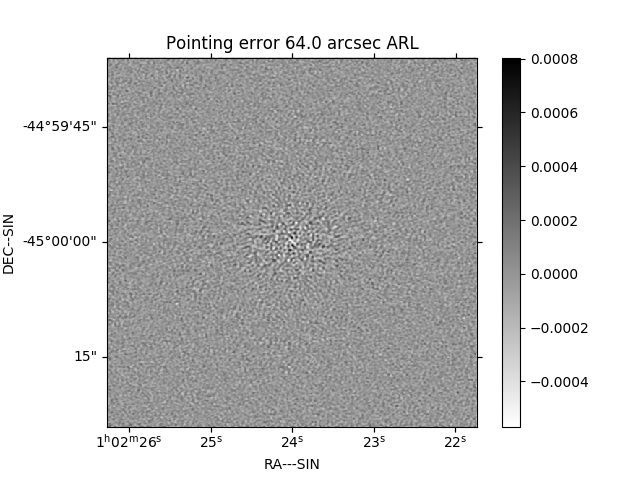 Pointing error 64.0 arcsec ARL
-44°59'45"
-45°00'00"
15"
DEC--SIN
1ʰ02ᵐ26ˢ 25ˢ 24ˢ 23ˢ 22ˢ
RA---SIN
0.0008
0.0006
0.0004
0.0002
0.0000
−0.0002
−0.0004